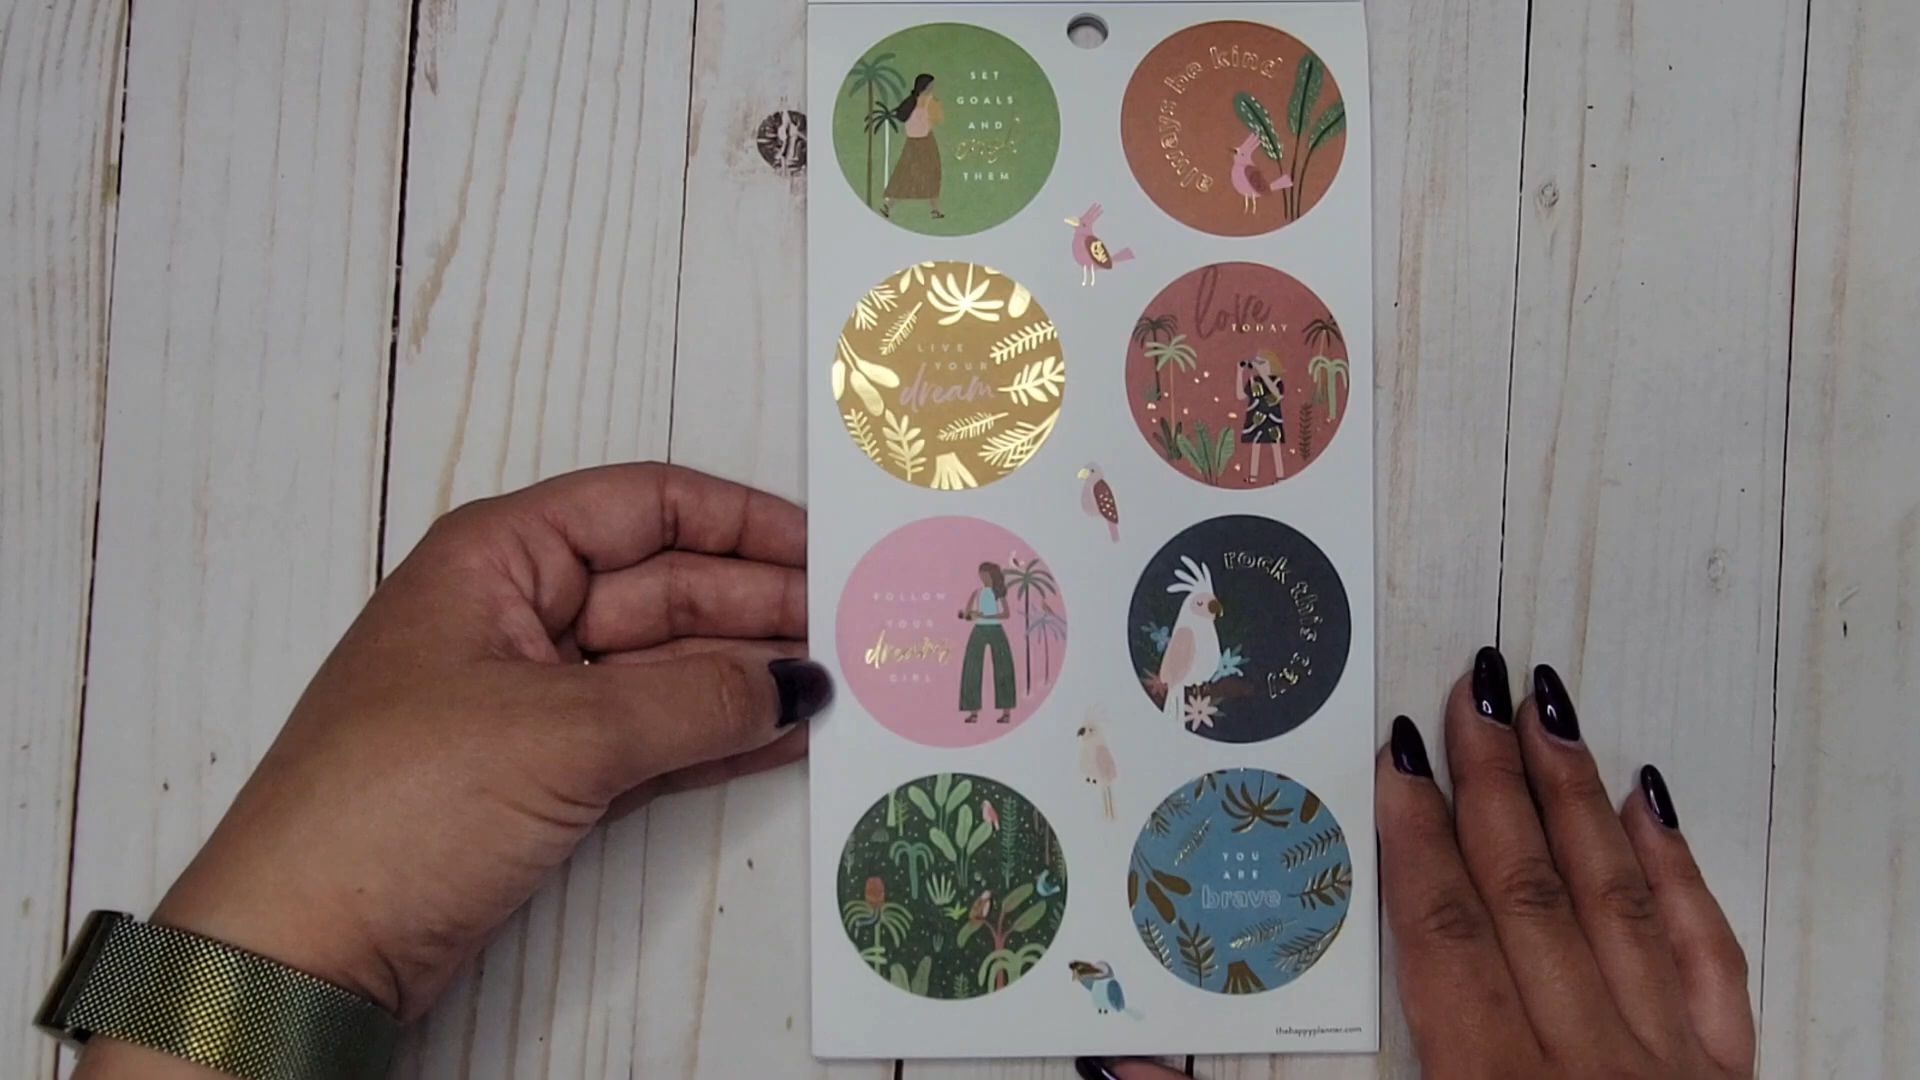 SET
GOALS
AND
crush
THEM
always be kind
LIVE
YOUR
dream
love
TODAY
FOLLOW
YOUR
dreams
GIRL
rock this
YOU
ARE
brave
thehappyplanner.com